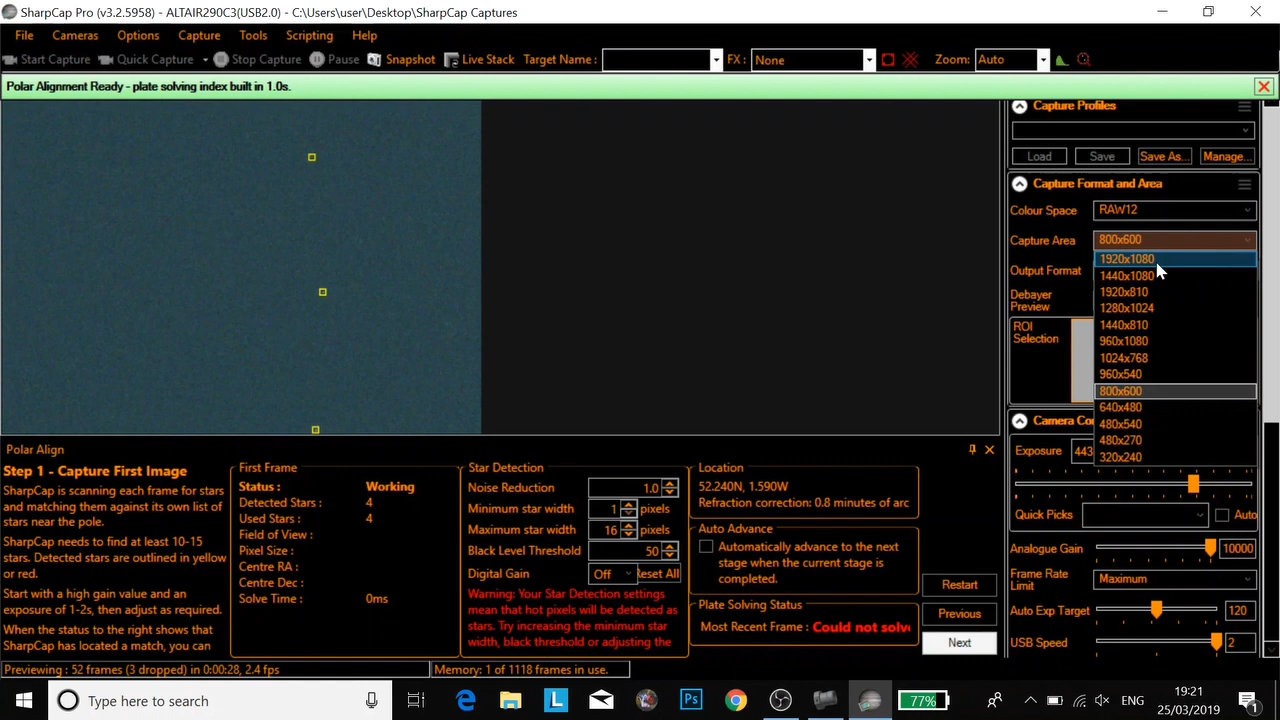 SharpCap Pro (v3.2.5958) - ALTAIR290C3(USB2.0) - C:\Users\user\Desktop\SharpCap Captures
File Cameras Options Capture Tools Scripting Help
Start Capture Quick Capture Stop Capture Pause Snapshot Live Stack Target Name : FX : None Zoom: Auto
Polar Alignment Ready - plate solving index built in 1.0s.
Capture Profiles
Load Save Save As... Manage...
Capture Format and Area
Colour Space RAW12
Capture Area 800x600
1920x1080
Output Format 1440x1080
Debayer
Preview
1920x810
1280x1024
ROI
Selection
1440x810
960x1080
1024x768
960x540
800x600
640x480
480x540
480x270
320x240
Camera Co
Exposure 443
Quick Picks Auto
Analogue Gain 10000
Frame Rate
Limit
Maximum
Auto Exp Target 120
USB Speed 2
Polar Align
Step 1 - Capture First Image
SharpCap is scanning each frame for stars
and matching them against its own list of
stars near the pole.
SharpCap needs to find at least 10-15
stars. Detected stars are outlined in yellow
or red.
Start with a high gain value and an
exposure of 1-2s, then adjust as required.
When the status to the right shows that
SharpCap has located a match, you can
First Frame
Status : Working
Detected Stars : 4
Used Stars : 4
Field of View :
Pixel Size :
Centre RA :
Centre Dec :
Solve Time : 0ms
Star Detection
Noise Reduction 1.0
Minimum star width 1 pixels
Maximum star width 16 pixels
Black Level Threshold 50
Digital Gain Off Reset All
Warning: Your Star Detection settings
mean that hot pixels will be detected as
stars. Try increasing the minimum star
width, black threshold or adjusting the
Location
52.240N, 1.590W
Refraction correction: 0.8 minutes of arc
Auto Advance
Automatically advance to the next
stage when the current stage is
completed.
Plate Solving Status
Most Recent Frame : Could not solv
Restart
Previous
Next
Previewing : 52 frames (3 dropped) in 0:00:28, 2.4 fps Memory: 1 of 1118 frames in use.
Type here to search L Ps 77% ENG 19:21
25/03/2019 1